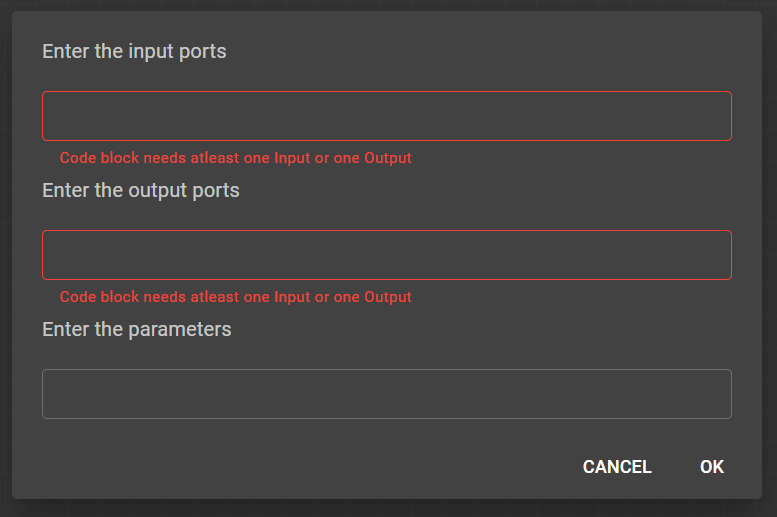 Enter the input ports
Code block needs atleast one Input or one Output
Enter the output ports
Code block needs atleast one Input or one Output
Enter the parameters
CANCEL OK